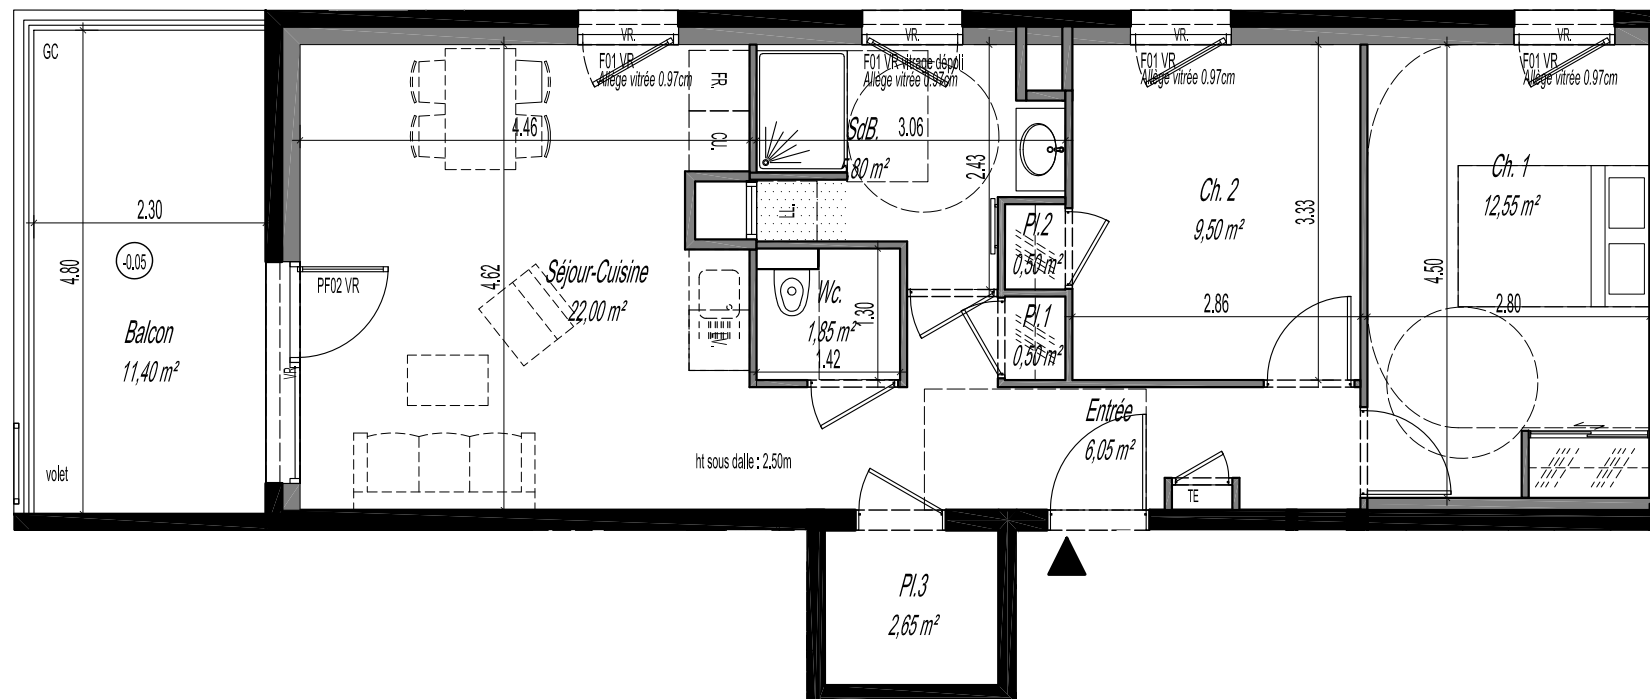 GC
2.30
4.80
-0.05
Balcon
11,40 m²
volet
VR.
PF02 VR
VR.
F01 VR
Allège vitrée 0.97cm
4.46
4.62
Séjour-Cuisine
22,00 m²
ht sous dalle : 2.50m
FR.
CU.
LL.
VR.
F01 VR vitrage dépoli
Allège vitrée 0.97cm
SdB.
5,80 m²
3.06
2.43
Wc.
1,85 m²
1.30
1.42
Pl.2
0,50 m²
Pl.1
0,50 m²
VR.
F01 VR
Allège vitrée 0.97cm
Ch. 2
9,50 m²
3.33
2.86
Entrée
6,05 m²
TE
VR.
F01 VR
Allège vitrée 0.97cm
Ch. 1
12,55 m²
4.50
2.80
Pl.3
2,65 m²